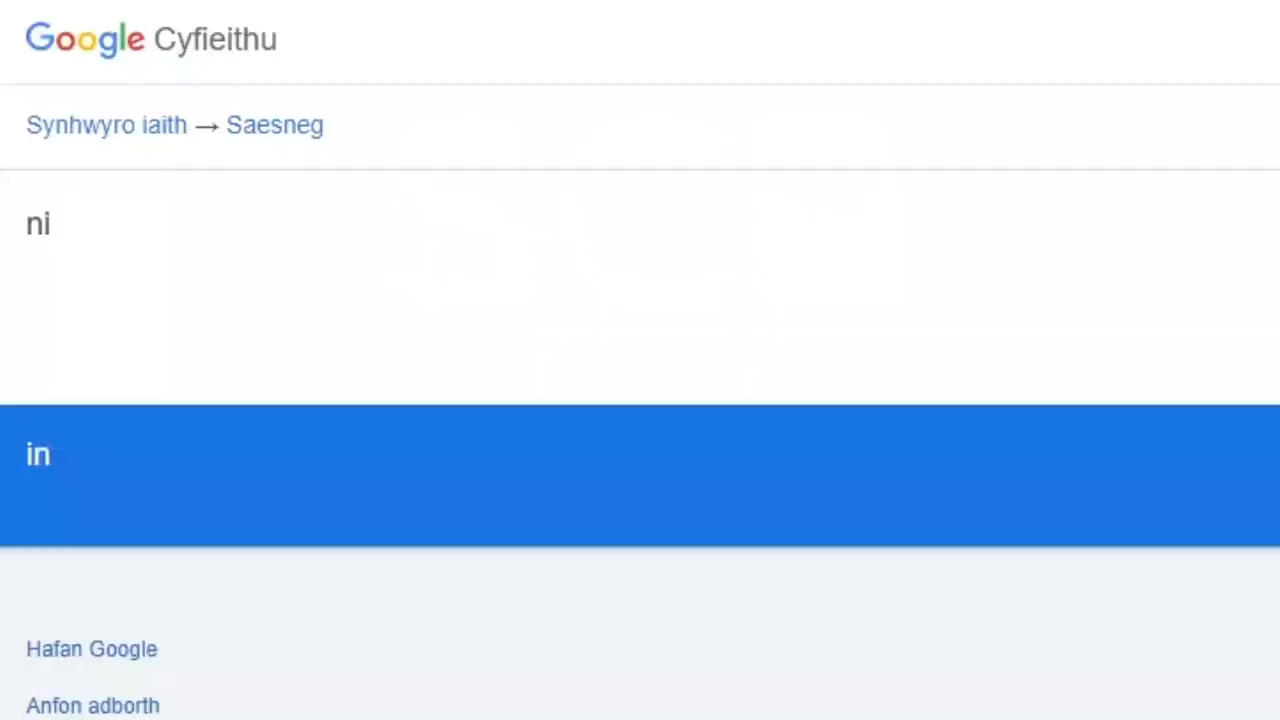 Google Cyfieithu
Synhwyro iaith → Saesneg
ni
in
Hafan Google
Anfon adborth